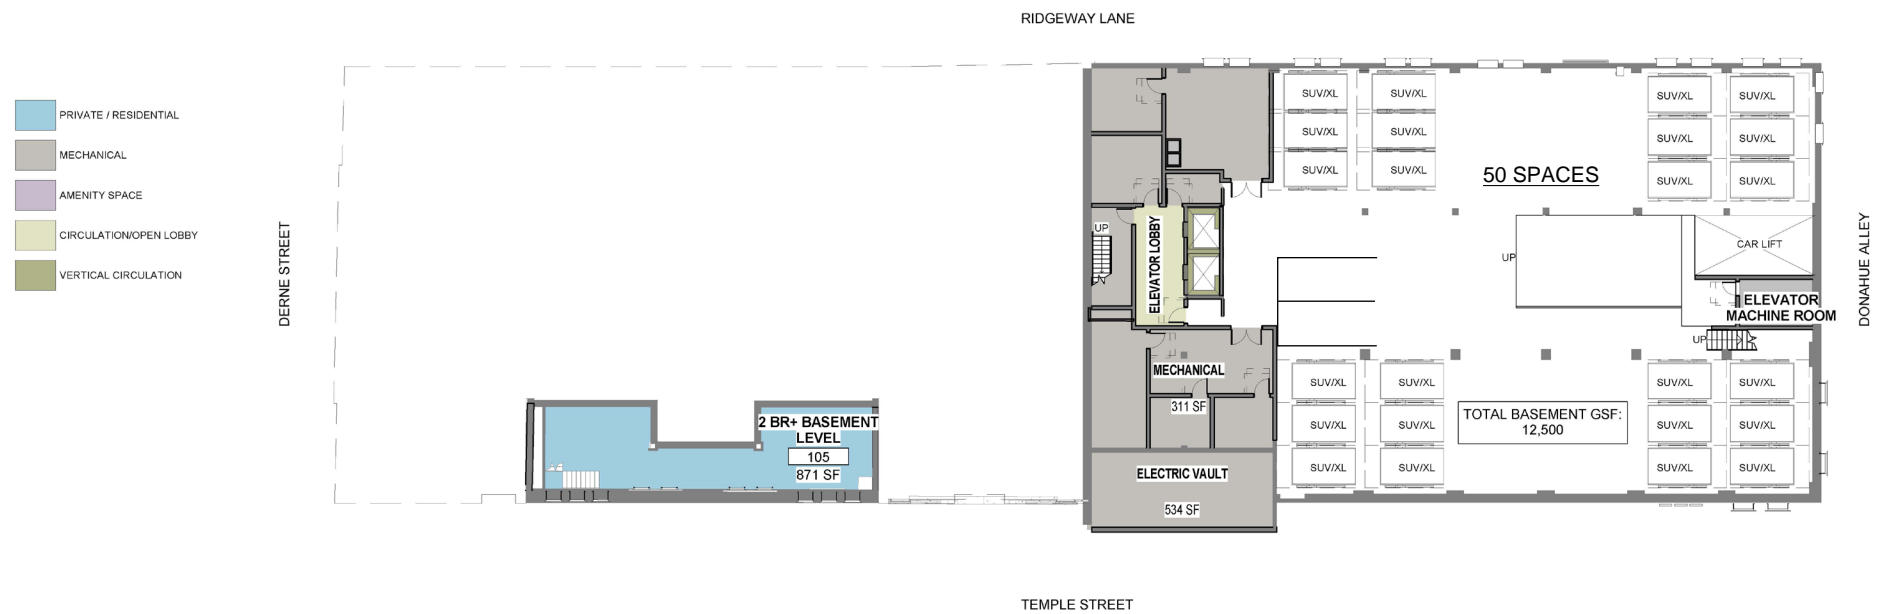 RIDGEWAY LANE
PRIVATE / RESIDENTIAL
MECHANICAL
AMENITY SPACE
CIRCULATION/OPEN LOBBY
VERTICAL CIRCULATION
DERNE STREET
2 BR+ BASEMENT
LEVEL
105
871 SF
UP
ELEVATOR LOBBY
MECHANICAL
311 SF
ELECTRIC VAULT
534 SF
SUV/XL SUV/XL SUV/XL SUV/XL
SUV/XL SUV/XL SUV/XL SUV/XL
SUV/XL SUV/XL SUV/XL SUV/XL
50 SPACES
UP
CAR LIFT
ELEVATOR
MACHINE ROOM
UP
SUV/XL SUV/XL SUV/XL SUV/XL
SUV/XL SUV/XL SUV/XL SUV/XL
SUV/XL SUV/XL SUV/XL SUV/XL
TOTAL BASEMENT GSF:
12,500
DONAHUE ALLEY
TEMPLE STREET